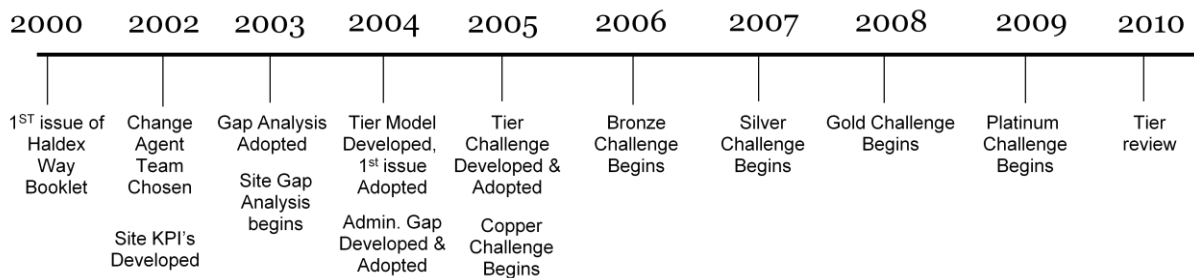 2000 2002 2003 2004 2005 2006 2007 2008 2009 2010
1ST issue of
Haldex
Way
Booklet
Change
Agent
Team
Chosen
Site KPI's
Developed
Gap Analysis
Adopted
Site Gap
Analysis
begins
Tier Model
Developed,
1st issue
Adopted
Admin. Gap
Developed &
Adopted
Tier
Challenge
Developed &
Adopted
Copper
Challenge
Begins
Bronze
Challenge
Begins
Silver
Challenge
Begins
Gold Challenge
Begins
Platinum
Challenge
Begins
Tier
review